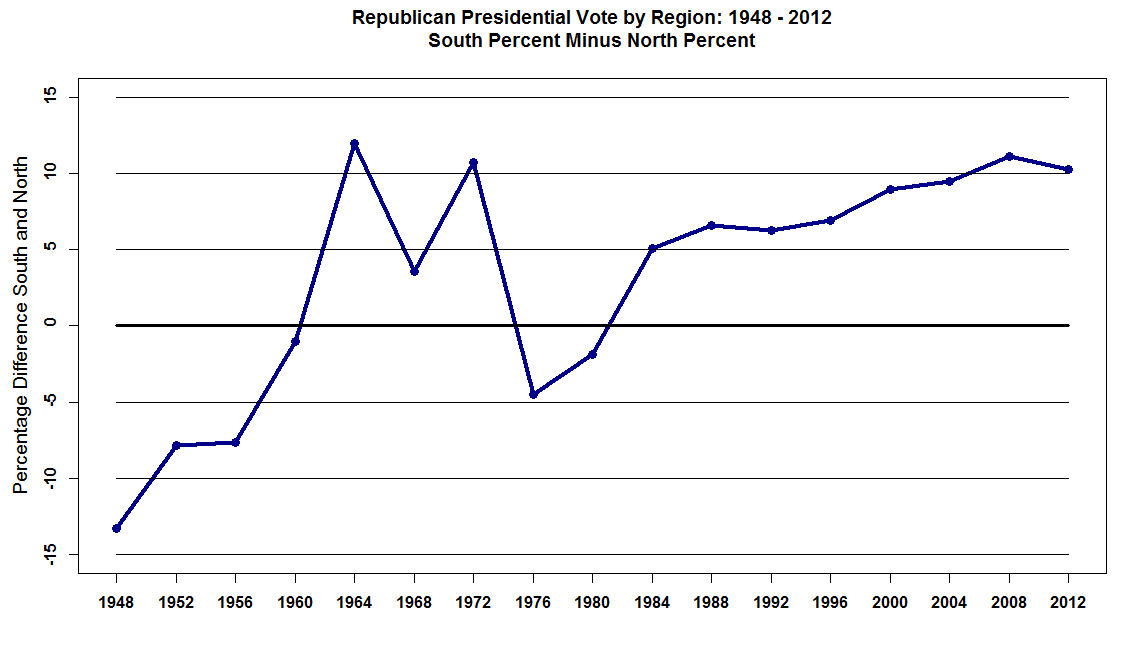 Republican Presidential Vote by Region: 1948 - 2012
South Percent Minus North Percent
Percentage Difference South and North
15
10
5
0
-5
-10
-15
1948 1952 1956 1960 1964 1968 1972 1976 1980 1984 1988 1992 1996 2000 2004 2008 2012